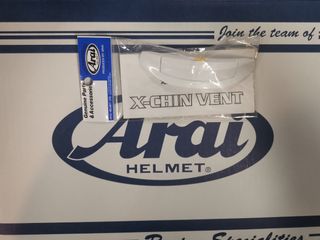 Join the team of
Arai
Genuine Parts
& Accessories
X-CHIN VENT
Arai
HELMET®